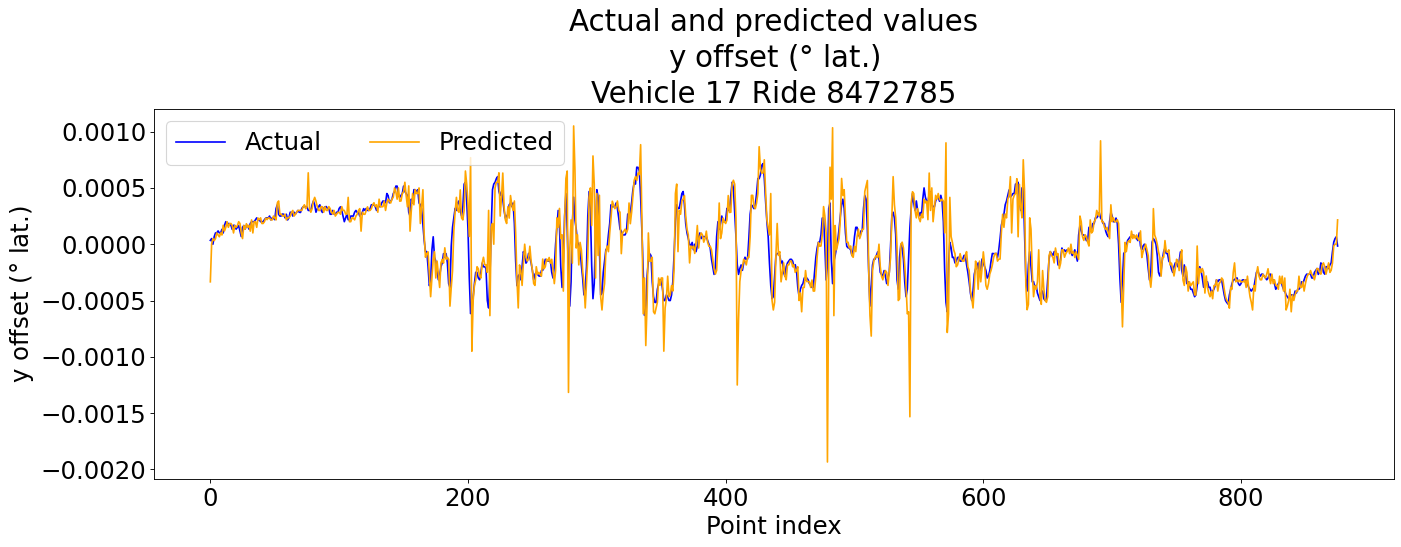 Actual and predicted values
y offset (° lat.)
Vehicle 17 Ride 8472785
Actual
Predicted
y offset (° lat.)
0.0010
0.0005
0.0000
−0.0005
−0.0010
−0.0015
−0.0020
0 200 400 600 800
Point index